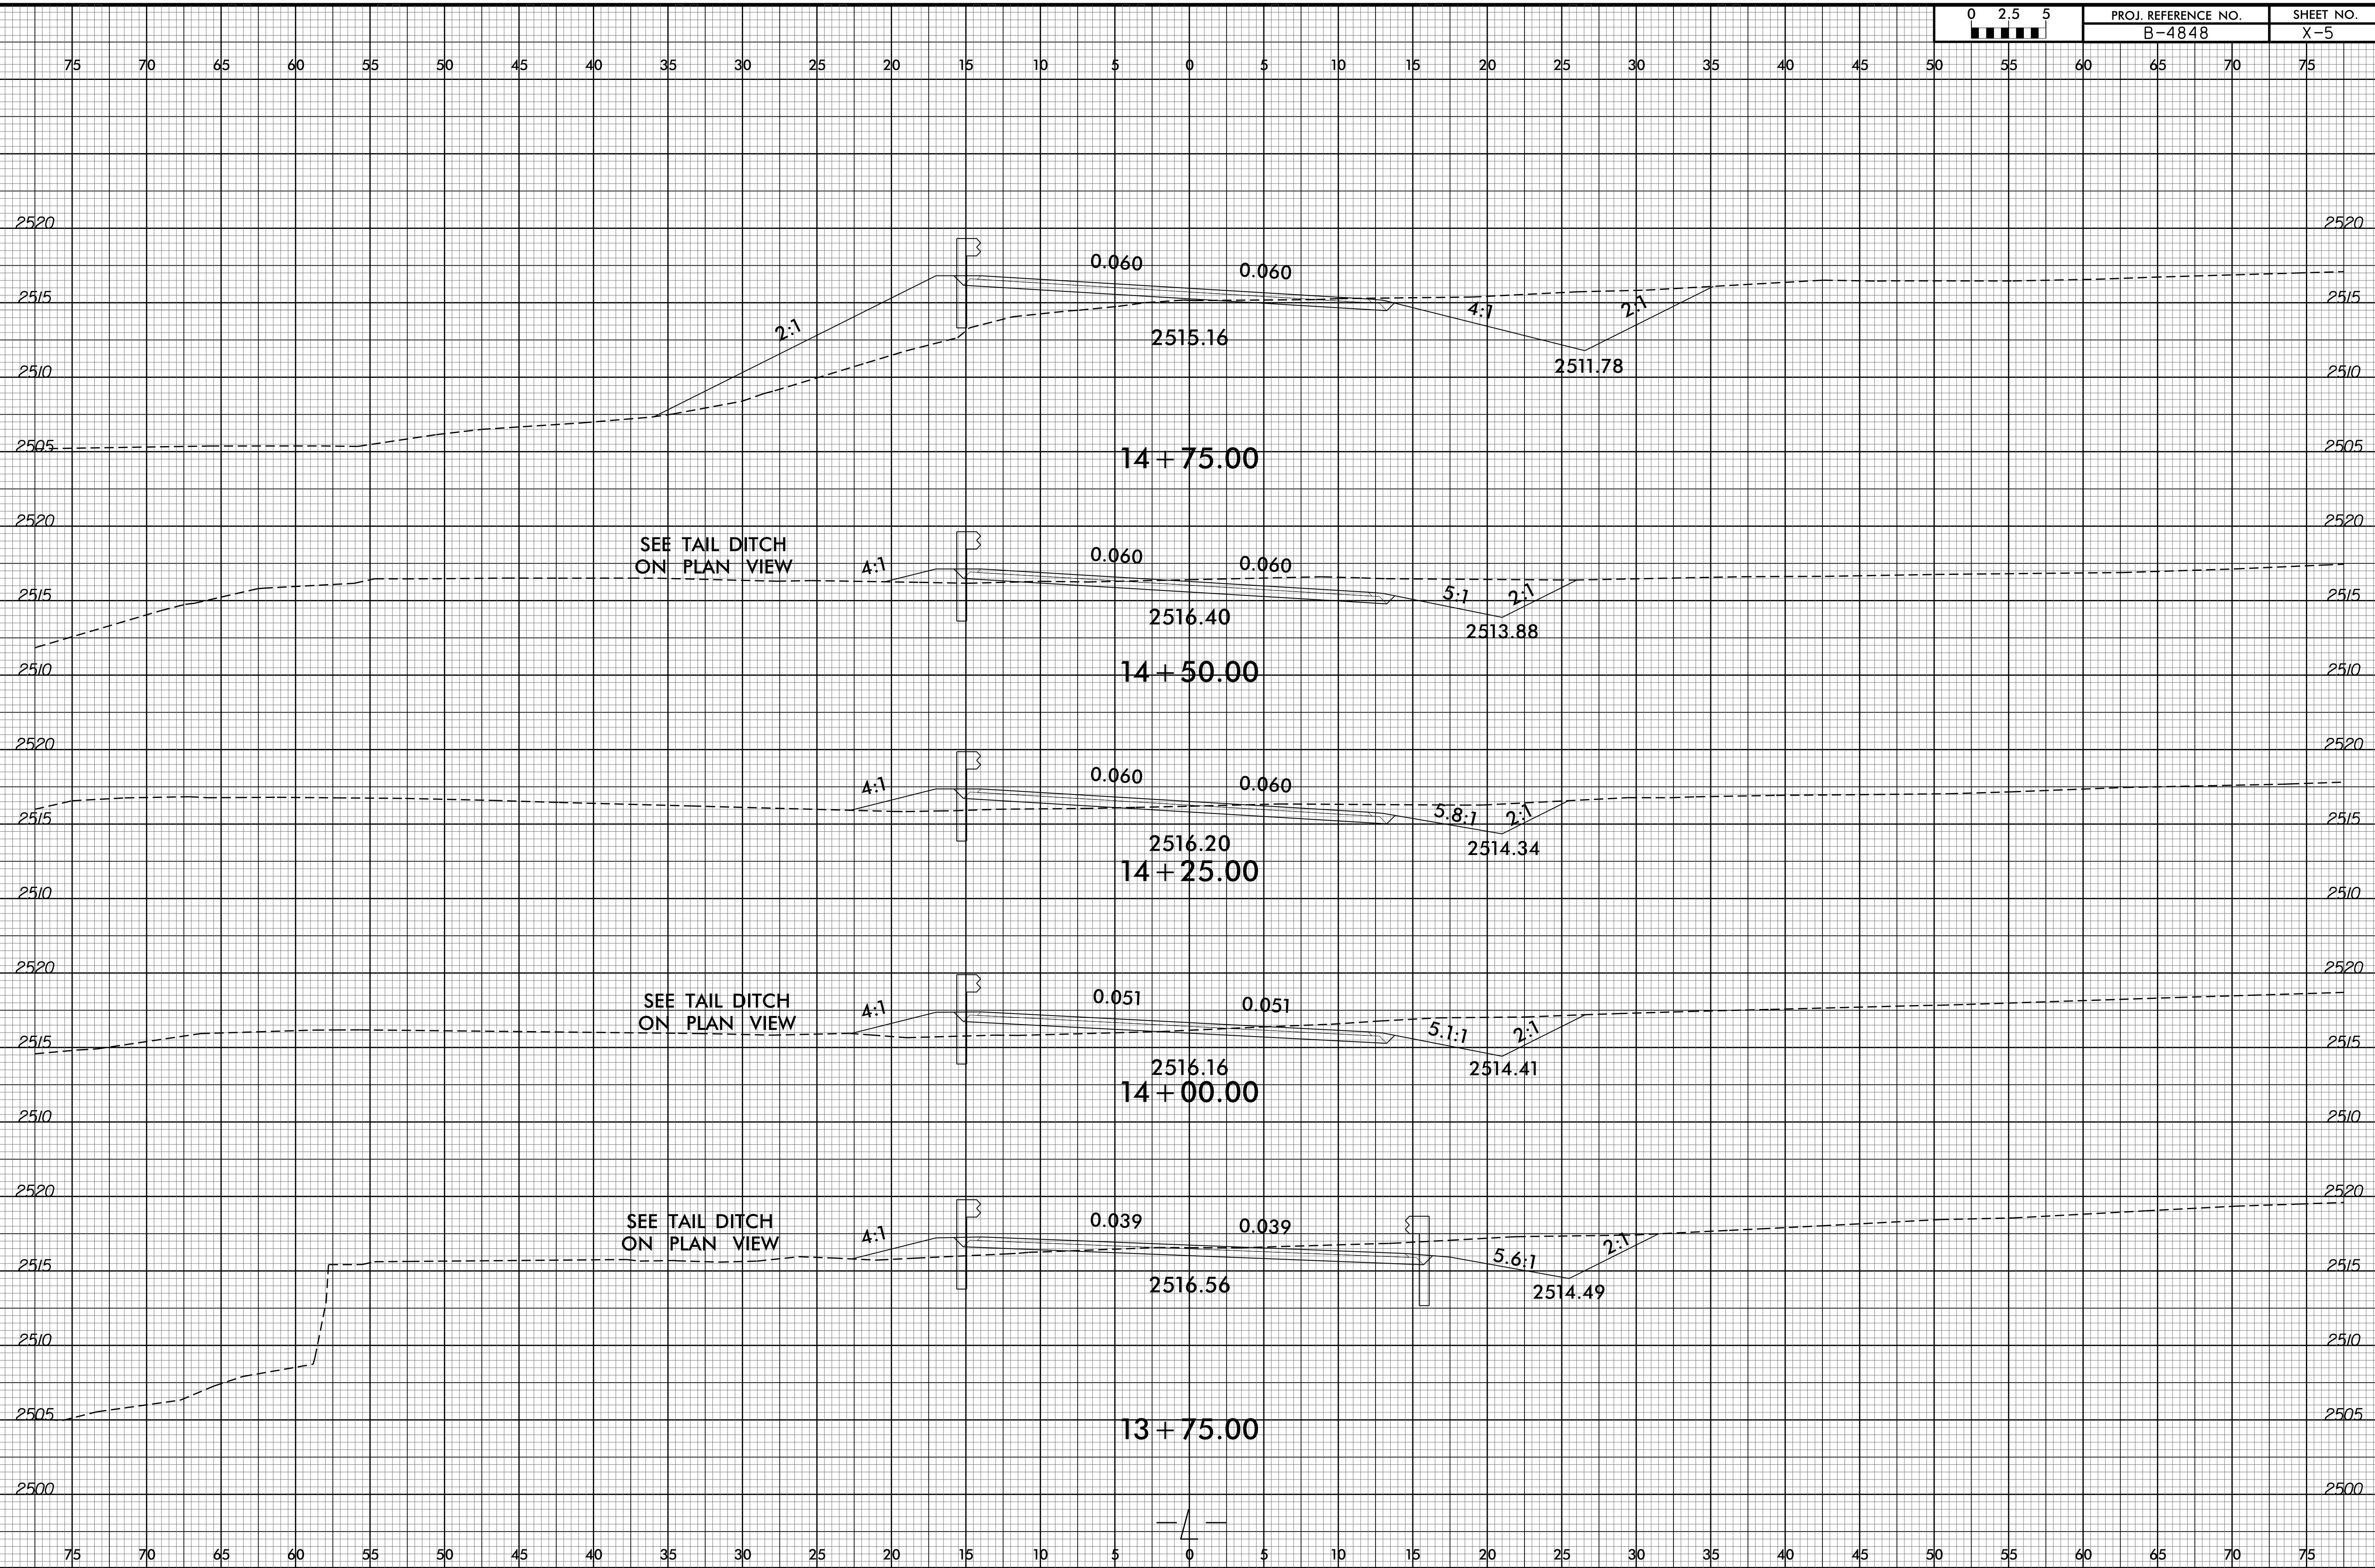 0 2.5 5
PROJ. REFERENCE NO. SHEET NO.
B-4848 X-5
75 70 65 60 55 50 45 40 35 30 25 20 15 10 5 0 5 10 15 20 25 30 35 40 45 50 55 60 65 70 75
2520 2520
0.060 0.060
2515 2515
2:1 4:1 2:1
2515.16
2511.78
2510 2510
2505 2505
14+75.00
2520 2520
SEE TAIL DITCH
ON PLAN VIEW
4:1 0.060 0.060
2515 5:1 2:1 2515
2516.40
2513.88
2510 2510
14+50.00
2520 2520
4:1 0.060 0.060
2515 5.8:1 2:1 2515
2516.20
2514.34
14+25.00
2510 2510
2520 2520
SEE TAIL DITCH
ON PLAN VIEW
4:1 0.051 0.051
2515 5.1:1 2:1 2515
2516.16
2514.41
14+00.00
2510 2510
2520 2520
SEE TAIL DITCH
ON PLAN VIEW
4:1 0.039 0.039
2515 5.6:1 2:1 2515
2516.56
2514.49
2510 2510
2505 2505
13+75.00
2500 2500
-L-
75 70 65 60 55 50 45 40 35 30 25 20 15 10 5 0 5 10 15 20 25 30 35 40 45 50 55 60 65 70 75